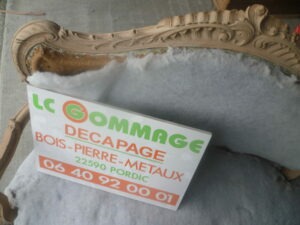 LC GOMMAGE
DECAPAGE
BOIS-PIERRE-METAUX
22590 PORDIC
06 40 92 00 01